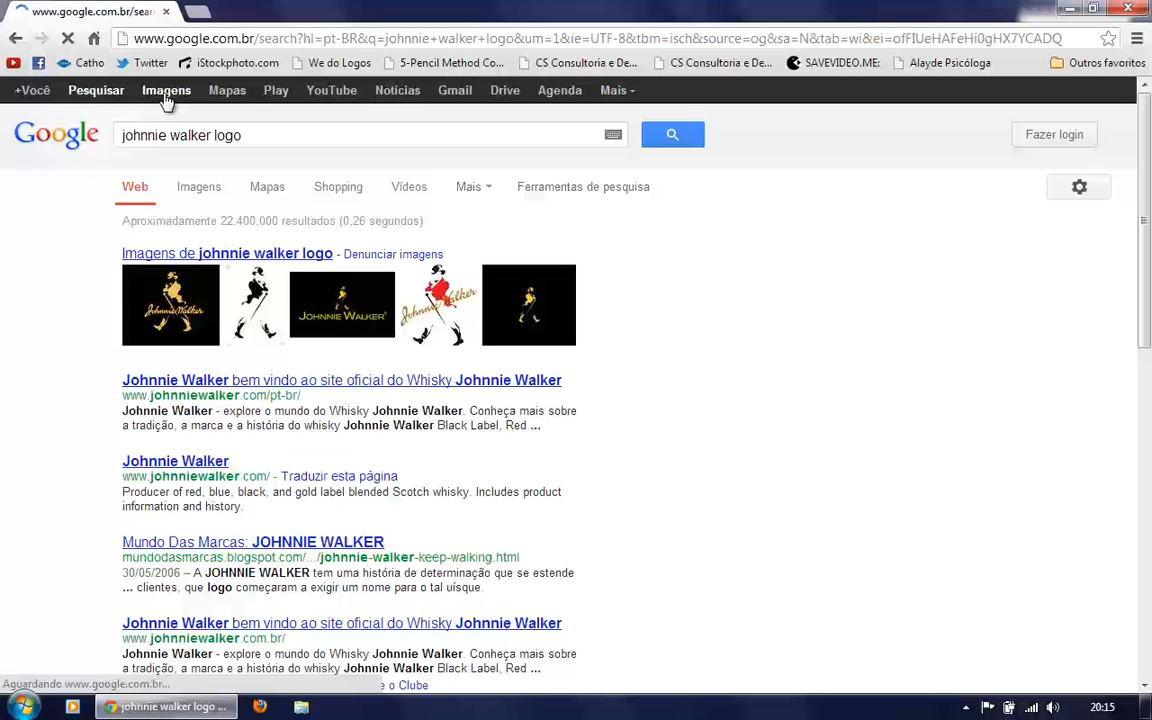 www.google.com.br/sear
www.google.com.br/search?hl=pt-BR&q=johnnie+walker+logo&um=1&ie=UTF-8&tbm=isch&source=og&sa=N&tab=wi&ei=offIUeHAFeHi0gHX7YCADQ
Catho Twitter iStockphoto.com We do Logos 5-Pencil Method Co... CS Consultoria e De... CS Consultoria e De... SAVEVIDEO.ME: Alayde Psicóloga Outros favoritos
+Você Pesquisar Imagens Mapas Play YouTube Notícias Gmail Drive Agenda Mais
Google johnnie walker logo Fazer login
Web Imagens Mapas Shopping Vídeos Mais Ferramentas de pesquisa
Aproximadamente 22.400.000 resultados (0,26 segundos)
Imagens de johnnie walker logo - Denunciar imagens
Johnnie Walker JOHNNIE WALKER Johnnie Walker
Johnnie Walker bem vindo ao site oficial do Whisky Johnnie Walker
www.johnniewalker.com/pt-br/
Johnnie Walker - explore o mundo do Whisky Johnnie Walker. Conheça mais sobre
a tradição, a marca e a história do whisky Johnnie Walker Black Label, Red ...
Johnnie Walker
www.johnniewalker.com/ - Traduzir esta página
Producer of red, blue, black, and gold label blended Scotch whisky. Includes product
information and history.
Mundo Das Marcas: JOHNNIE WALKER
mundodasmarcas.blogspot.com/.../johnnie-walker-keep-walking.html
30/05/2006 – A JOHNNIE WALKER tem uma história de determinação que se estende
... clientes, que logo começaram a exigir um nome para o tal uísque.
Johnnie Walker bem vindo ao site oficial do Whisky Johnnie Walker
www.johnniewalker.com.br/
Johnnie Walker - explore o mundo do Whisky Johnnie Walker. Conheça mais sobre
a tradição, a marca e a história do whisky Johnnie Walker Black Label, Red ...
Aguardando www.google.com.br... e o Clube
johnnie walker logo ... 20:15